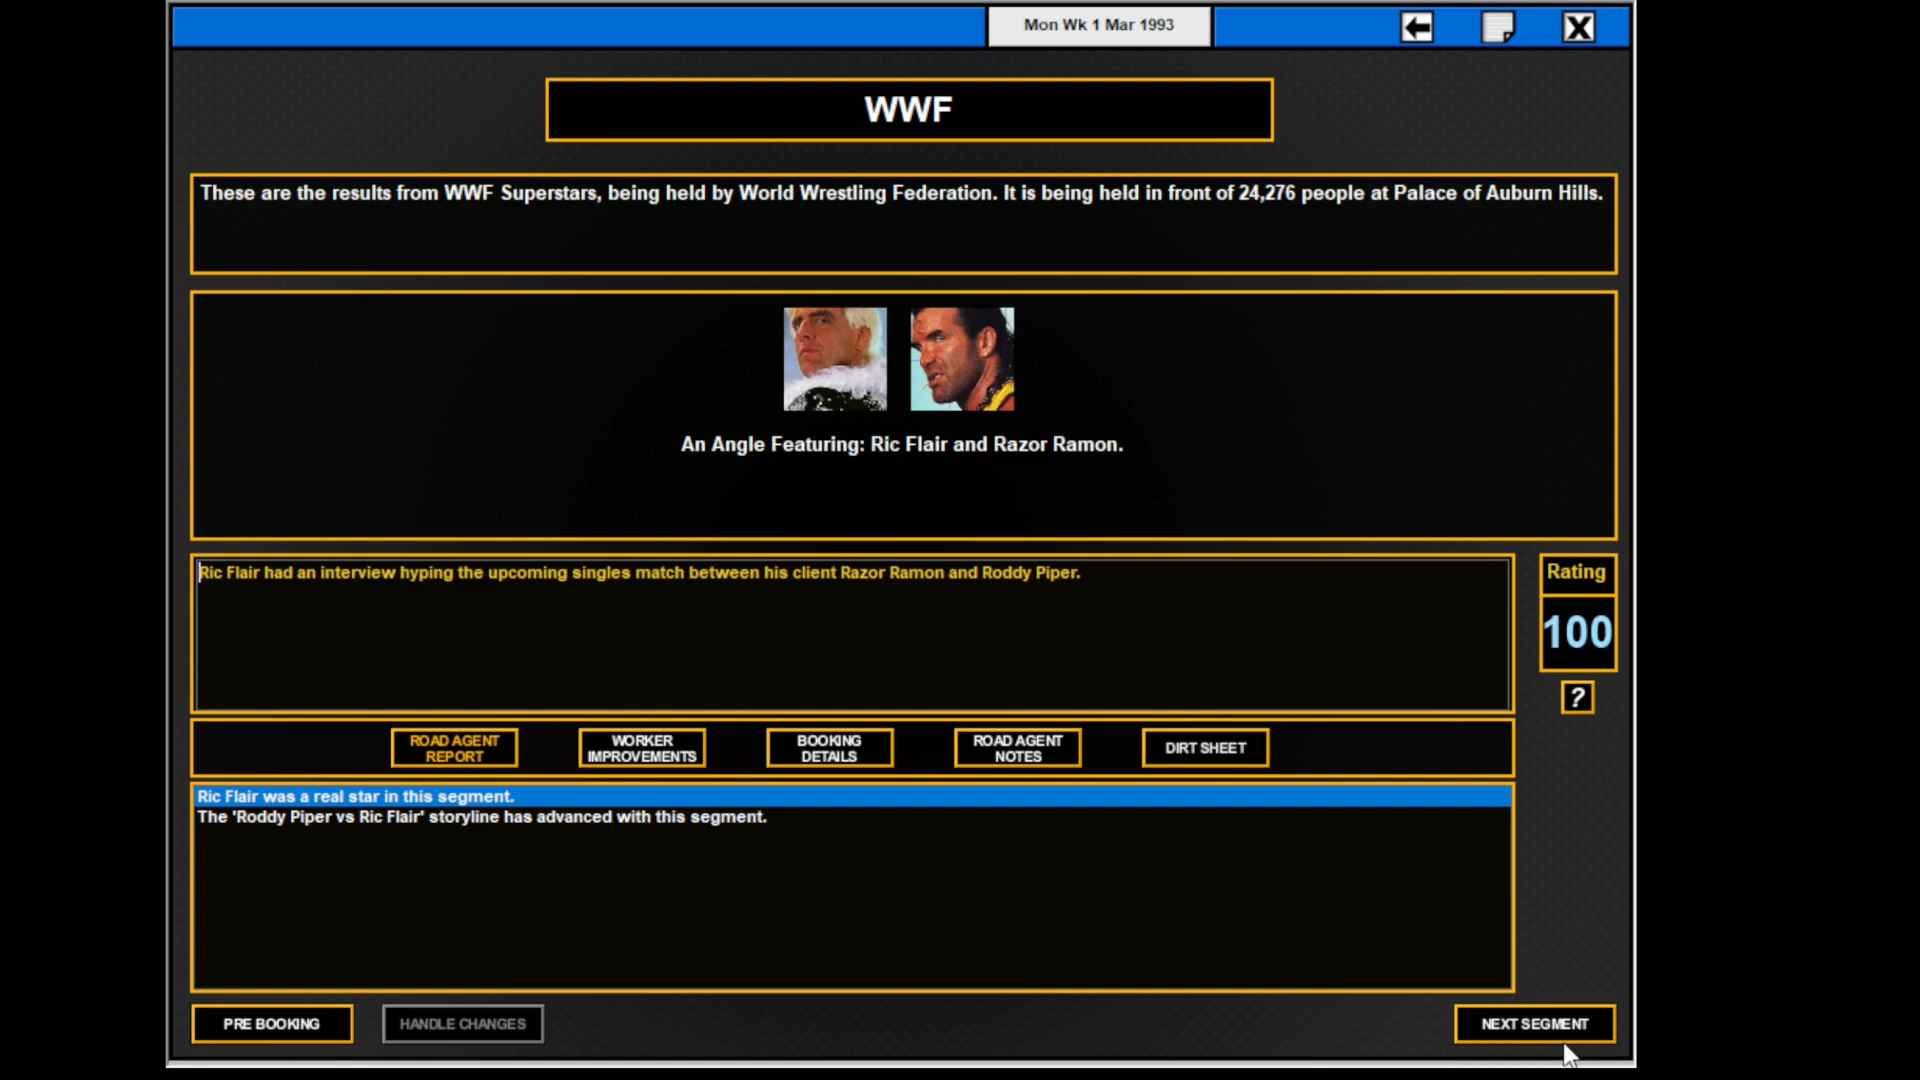 Mon Wk 1 Mar 1993
WWF
These are the results from WWF Superstars, being held by World Wrestling Federation. It is being held in front of 24,276 people at Palace of Auburn Hills.
An Angle Featuring: Ric Flair and Razor Ramon.
Ric Flair had an interview hyping the upcoming singles match between his client Razor Ramon and Roddy Piper.
Rating
100
?
ROAD AGENT
REPORT
WORKER
IMPROVEMENTS
BOOKING
DETAILS
ROAD AGENT
NOTES
DIRT SHEET
Ric Flair was a real star in this segment.
The 'Roddy Piper vs Ric Flair' storyline has advanced with this segment.
PRE BOOKING
HANDLE CHANGES
NEXT SEGMENT